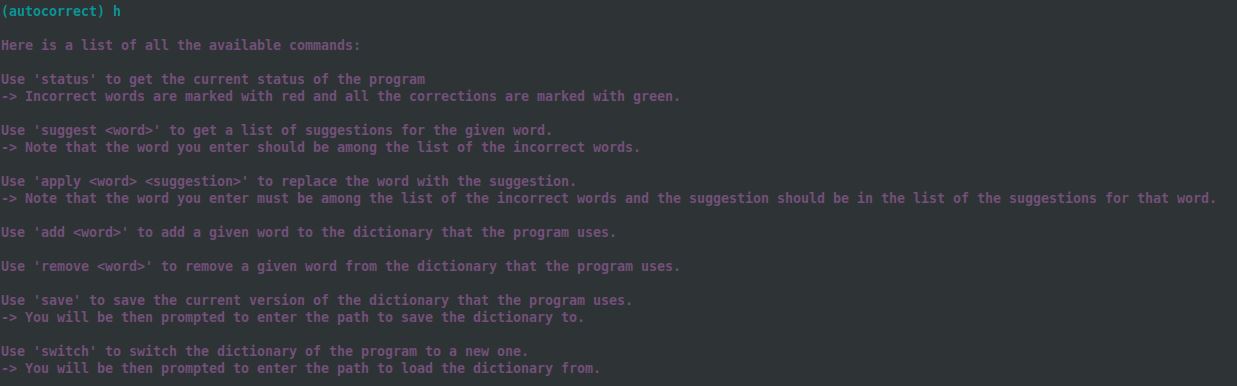 (autocorrect) h
Here is a list of all the available commands:
Use 'status' to get the current status of the program
-> Incorrect words are marked with red and all the corrections are marked with green.
Use 'suggest <word>' to get a list of suggestions for the given word.
-> Note that the word you enter should be among the list of the incorrect words.
Use 'apply <word> <suggestion>' to replace the word with the suggestion.
-> Note that the word you enter must be among the list of the incorrect words and the suggestion should be in the list of the suggestions for that word.
Use 'add <word>' to add a given word to the dictionary that the program uses.
Use 'remove <word>' to remove a given word from the dictionary that the program uses.
Use 'save' to save the current version of the dictionary that the program uses.
-> You will be then prompted to enter the path to save the dictionary to.
Use 'switch' to switch the dictionary of the program to a new one.
-> You will be then prompted to enter the path to load the dictionary from.